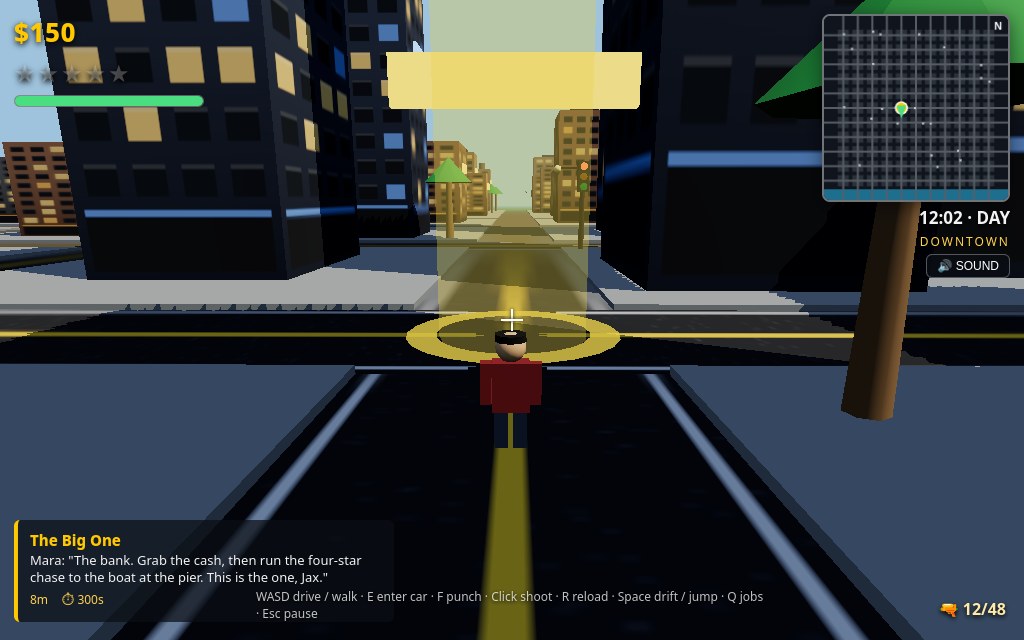 $150
N
12:02 · DAY
DOWNTOWN
🔊 SOUND
The Big One
Mara: "The bank. Grab the cash, then run the four-star
chase to the boat at the pier. This is the one, Jax."
8m ⏱ 300s
WASD drive / walk · E enter car · F punch · Click shoot · R reload · Space drift / jump · Q jobs
· Esc pause
🔫 12/48